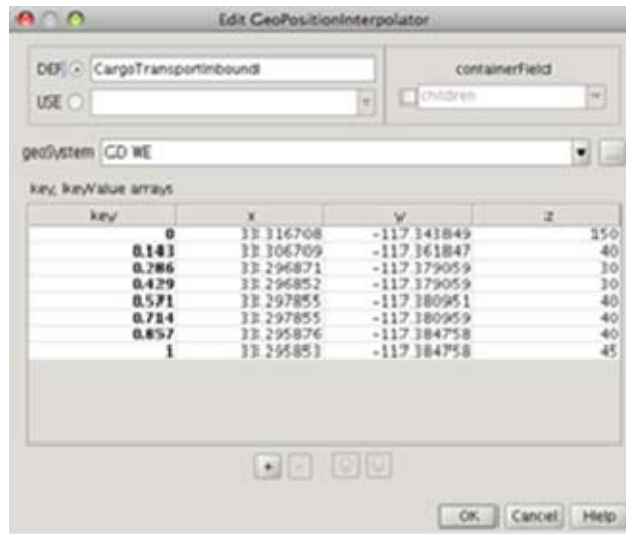 Edit GeoPositionInterpolator
DEF CargoTransportInboundI
containerField
USE
children
geoSystem GD WE
key, keyValue arrays
key x y z
0 33.316708 -117.343849 150
0.143 33.306709 -117.361847 40
0.286 33.296871 -117.379059 30
0.429 33.296852 -117.379059 30
0.571 33.297855 -117.380951 40
0.714 33.297855 -117.380959 40
0.857 33.295876 -117.384758 40
1 33.295853 -117.384758 45
+ -
OK Cancel Help